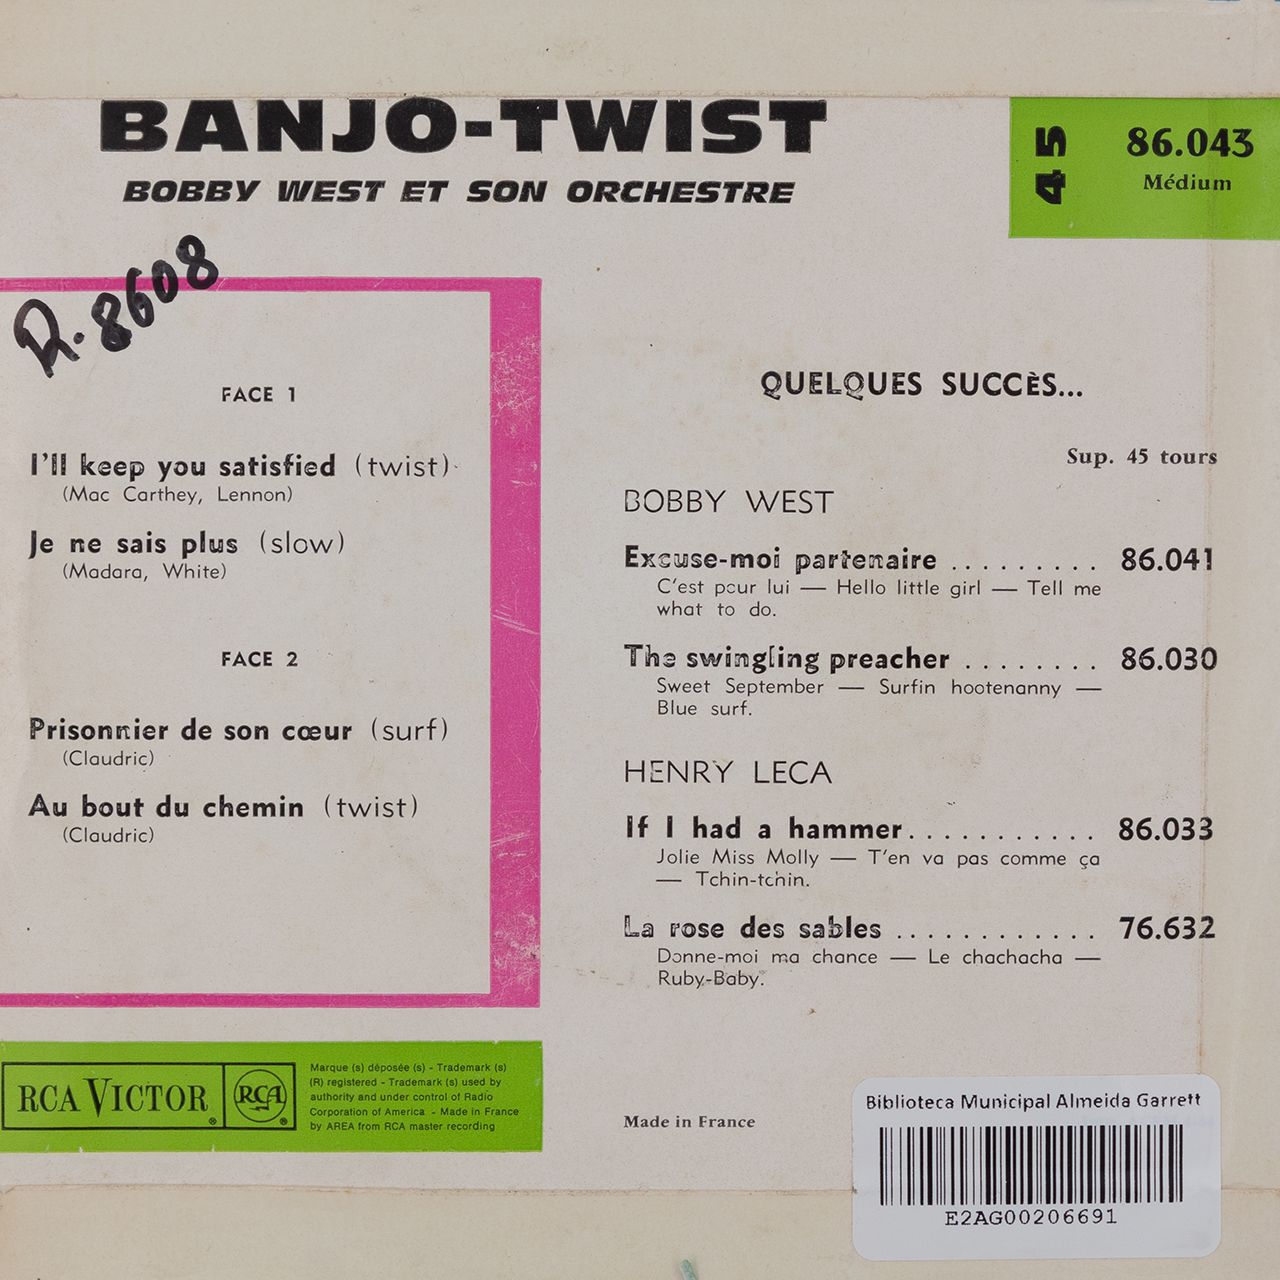 BANJO-TWIST
BOBBY WEST ET SON ORCHESTRE
45
86.043
Médium
R. 8608
FACE 1
I'll keep you satisfied (twist)
(Mac Carthey, Lennon)
Je ne sais plus (slow)
(Madara, White)
FACE 2
Prisonnier de son cœur (surf)
(Claudric)
Au bout du chemin (twist)
(Claudric)
QUELQUES SUCCÈS...
Sup. 45 tours
BOBBY WEST
Excuse-moi partenaire ......... 86.041
C'est pour lui — Hello little girl — Tell me
what to do.
The swingling preacher ........ 86.030
Sweet September — Surfin hootenanny —
Blue surf.
HENRY LECA
If I had a hammer........... 86.033
Jolie Miss Molly — T'en va pas comme ça
— Tchin-tchin.
La rose des sables ............ 76.632
Donne-moi ma chance — Le chachacha —
Ruby-Baby.
RCA VICTOR ® RCA ®
Marque (s) déposée (s) - Trademark (s)
(R) registered - Trademark (s) used by
authority and under control of Radio
Corporation of America - Made in France
by AREA from RCA master recording
Made in France
Biblioteca Municipal Almeida Garrett
E2AG00206691